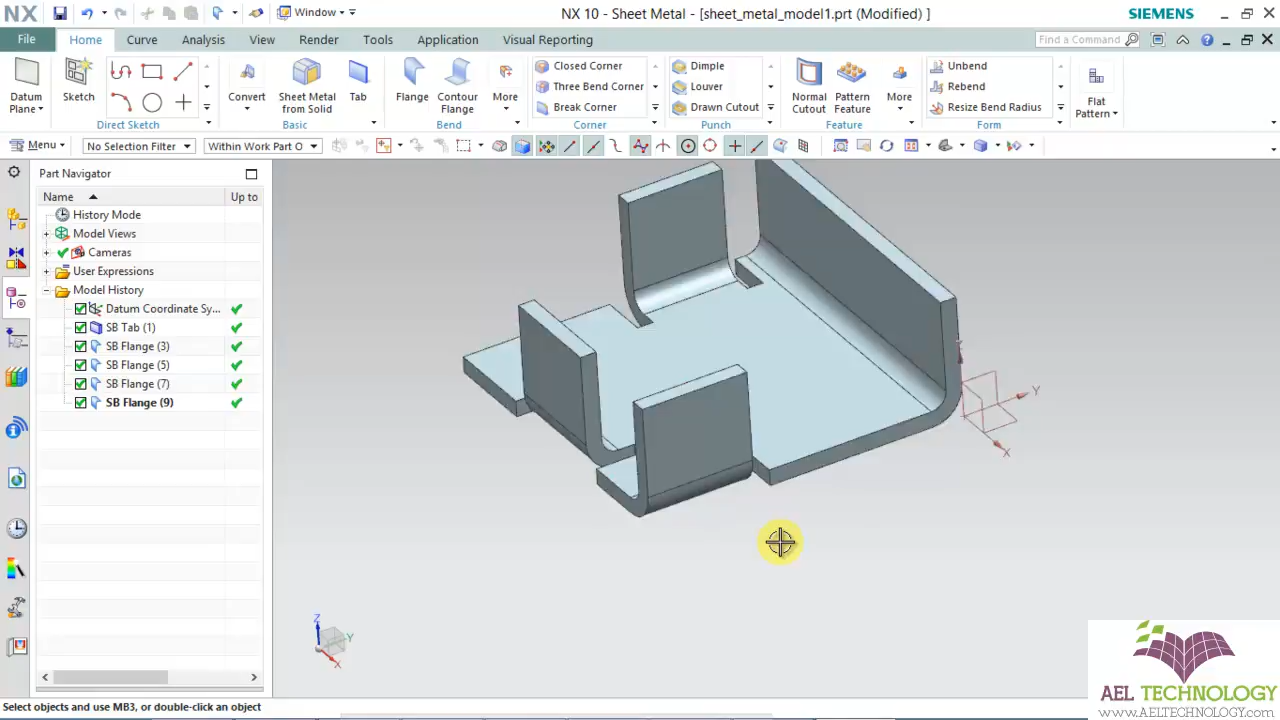 NX
Window
NX 10 - Sheet Metal - [sheet_metal_model1.prt (Modified) ]
SIEMENS
File
Home
Curve
Analysis
View
Render
Tools
Application
Visual Reporting
Find a Command
Datum Plane
Sketch
Direct Sketch
Convert
Sheet Metal from Solid
Tab
Basic
Flange
Contour Flange
More
Bend
Closed Corner
Three Bend Corner
Break Corner
Corner
Dimple
Louver
Drawn Cutout
Punch
Normal Cutout
Pattern Feature
More
Feature
Unbend
Rebend
Resize Bend Radius
Form
Flat Pattern
Menu
No Selection Filter
Within Work Part O
Part Navigator
Name
Up to
History Mode
Model Views
Cameras
User Expressions
Model History
Datum Coordinate Sy...
SB Tab (1)
SB Flange (3)
SB Flange (5)
SB Flange (7)
SB Flange (9)
Z
Y
X
Z
Y
X
Select objects and use MB3, or double-click an object
AEL TECHNOLOGY
www.AELTECHNOLOGY.com